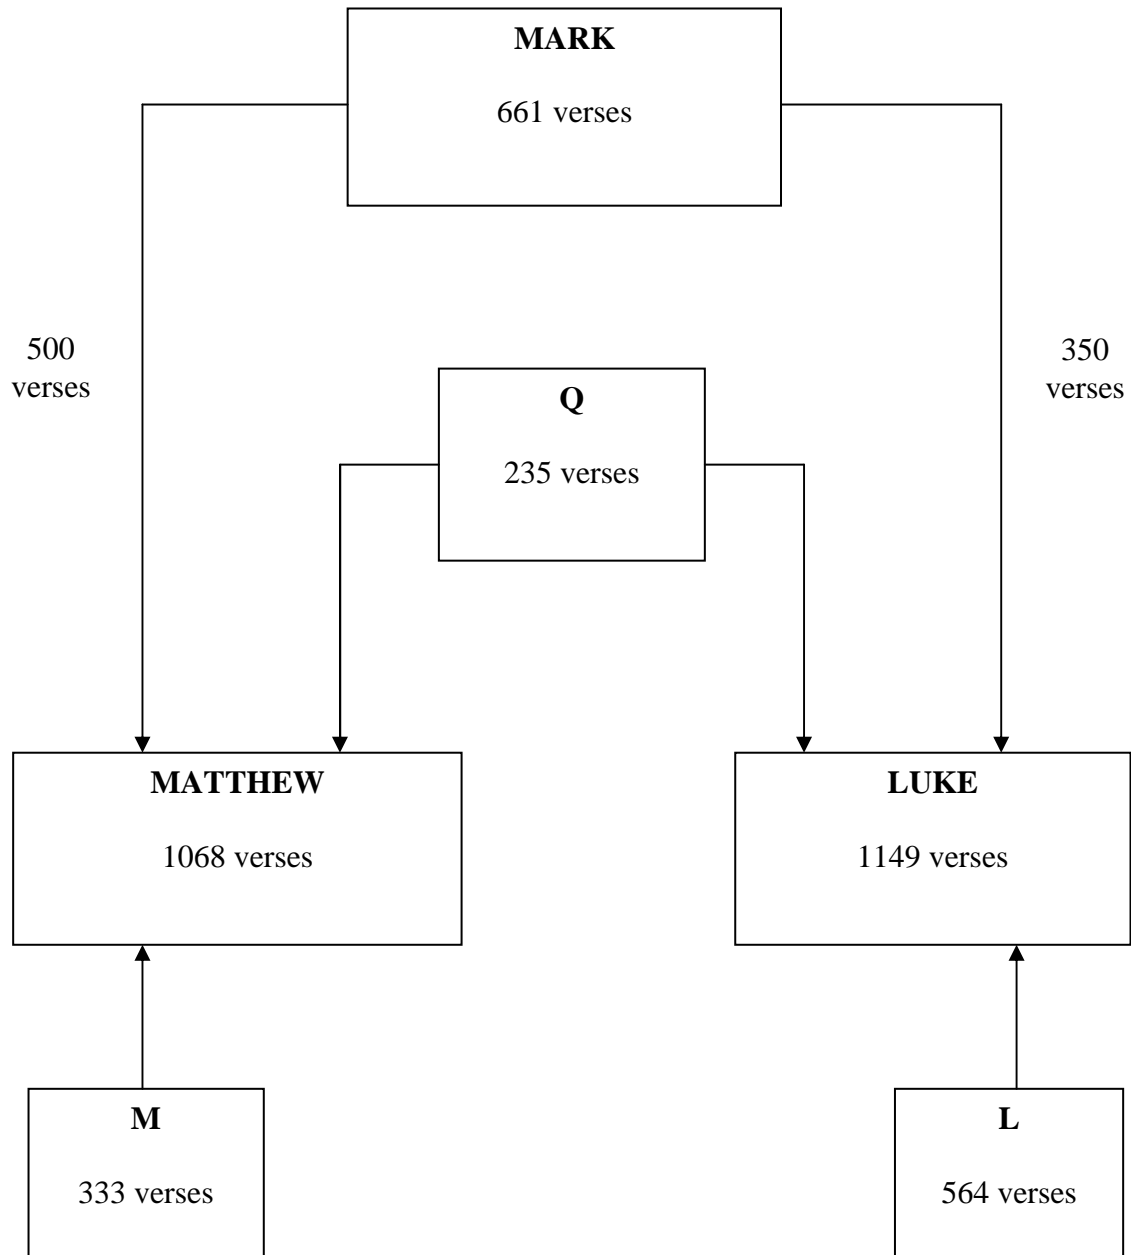 MARK
661 verses
500
verses
350
verses
Q
235 verses
MATTHEW
1068 verses
LUKE
1149 verses
M
333 verses
L
564 verses